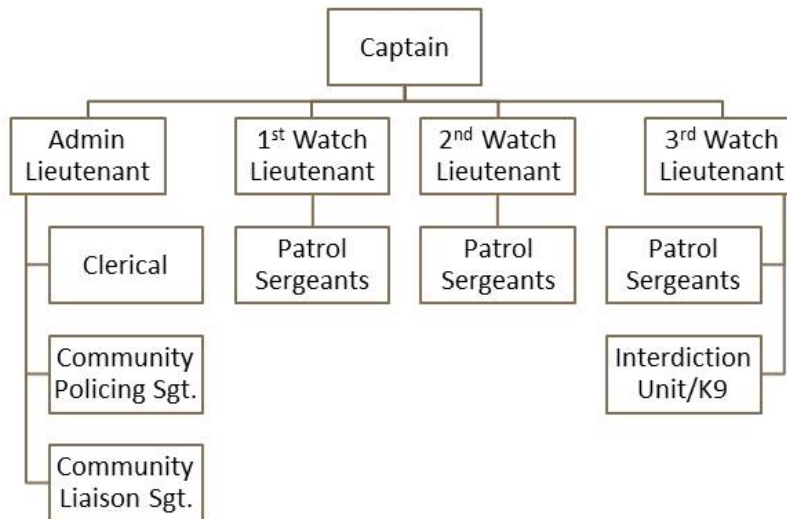 Captain
Admin
Lieutenant
1st Watch
Lieutenant
2nd Watch
Lieutenant
3rd Watch
Lieutenant
Clerical
Patrol
Sergeants
Patrol
Sergeants
Patrol
Sergeants
Community
Policing Sgt.
Interdiction
Unit/K9
Community
Liaison Sgt.